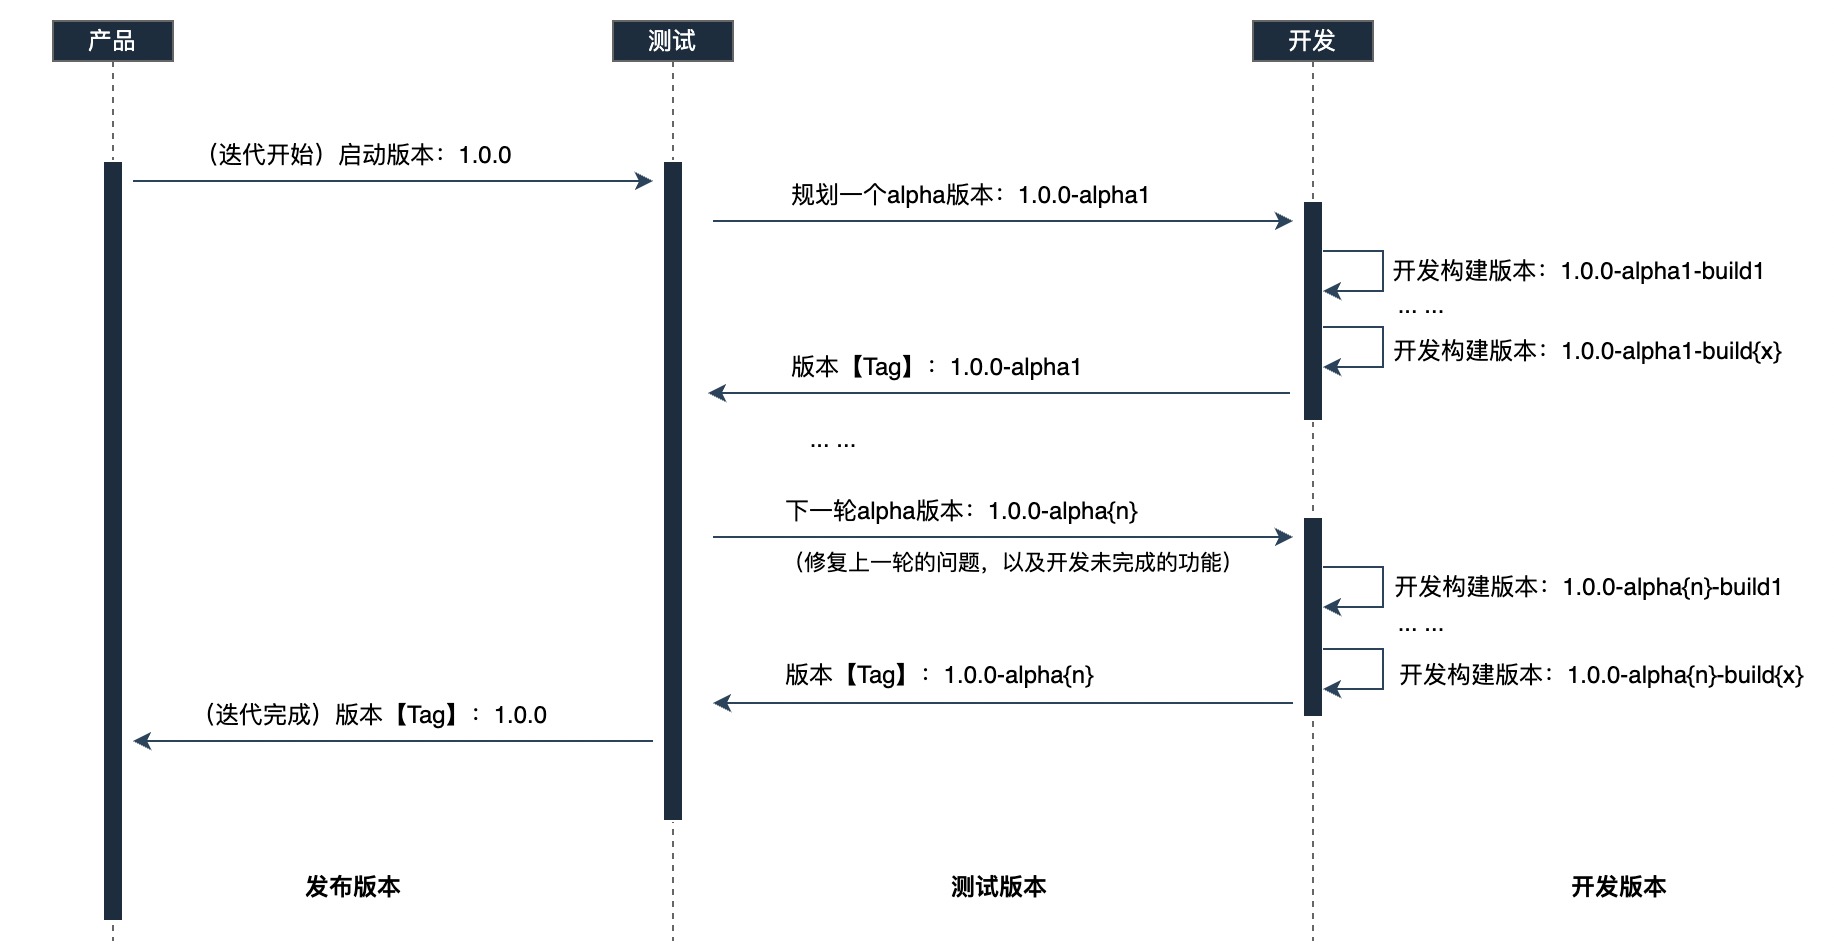 产品
测试
开发
（迭代开始）启动版本：1.0.0
规划一个alpha版本：1.0.0-alpha1
开发构建版本：1.0.0-alpha1-build1
... ...
开发构建版本：1.0.0-alpha1-build{x}
版本【Tag】：1.0.0-alpha1
... ...
下一轮alpha版本：1.0.0-alpha{n}
（修复上一轮的问题，以及开发未完成的功能）
开发构建版本：1.0.0-alpha{n}-build1
... ...
开发构建版本：1.0.0-alpha{n}-build{x}
版本【Tag】：1.0.0-alpha{n}
（迭代完成）版本【Tag】：1.0.0
发布版本
测试版本
开发版本